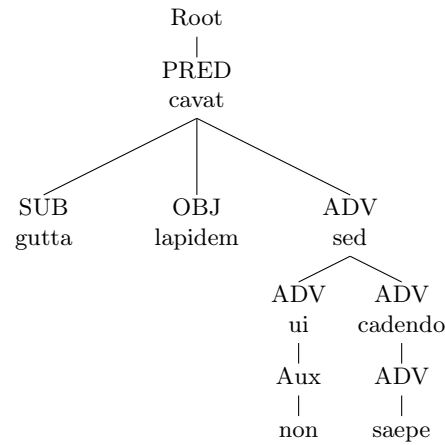 Root
PRED
cavat
SUB OBJ ADV
gutta lapidem sed
ADV ADV
ui cadendo
Aux ADV
non saepe